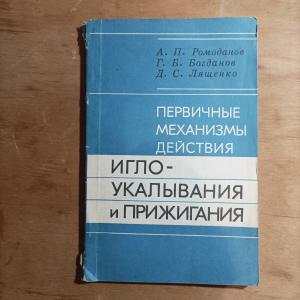 А. П. Ромоданов
Г. Б. Богданов
Д. С. Лященко
ПЕРВИЧНЫЕ
МЕХАНИЗМЫ
ДЕЙСТВИЯ
ИГЛО-
УКАЛЫВАНИЯ
и ПРИЖИГАНИЯ